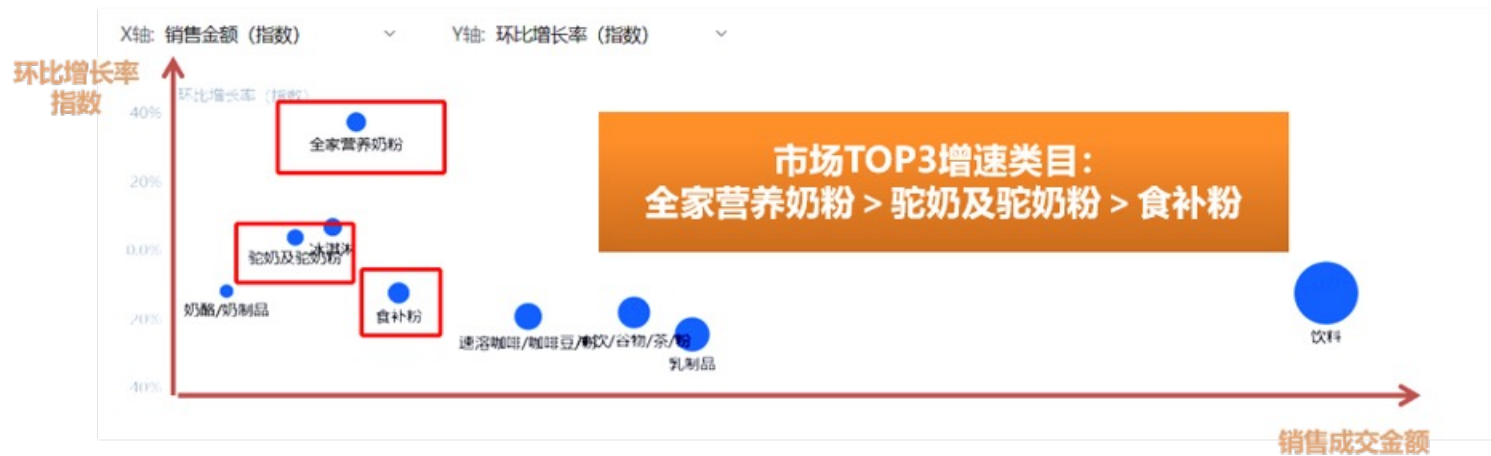 X轴: 销售金额（指数）
Y轴: 环比增长率（指数）
环比增长率
指数
环比增长率（指数）
40%
全家营养奶粉
市场TOP3增速类目：
全家营养奶粉 > 驼奶及驼奶粉 > 食补粉
20%
冰淇淋
0.0%
驼奶及驼奶粉
奶酪/奶制品
食补粉
20%
速溶咖啡/咖啡豆/粉
饮/谷物/茶/粉
乳制品
饮料
40%
销售成交金额